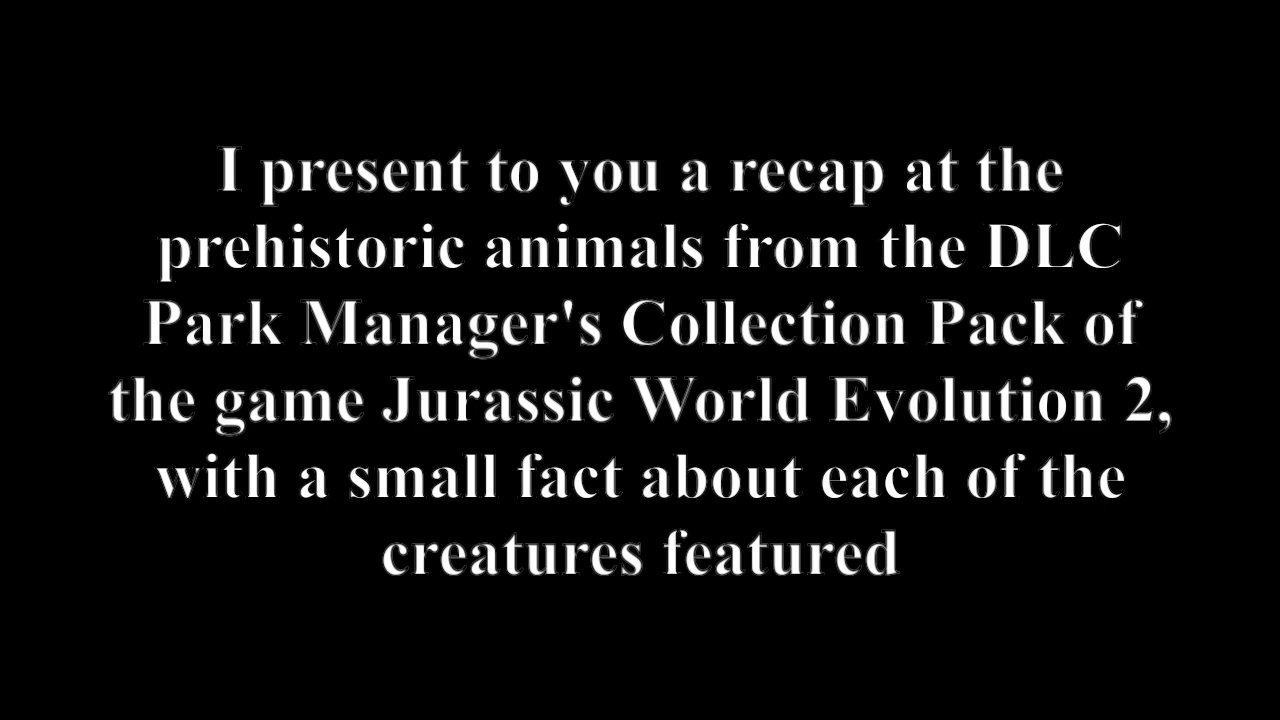 I present to you a recap at the
prehistoric animals from the DLC
Park Manager's Collection Pack of
the game Jurassic World Evolution 2,
with a small fact about each of the
creatures featured